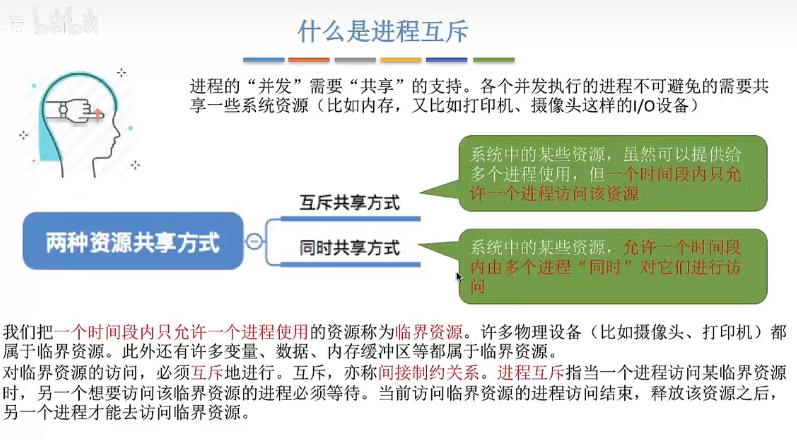 bilibili
什么是进程互斥
进程的“并发”需要“共享”的支持。各个并发执行的进程不可避免的需要共
享一些系统资源（比如内存，又比如打印机、摄像头这样的I/O设备）
系统中的某些资源，虽然可以提供给
多个进程使用，但一个时间段内只允
许一个进程访问该资源
互斥共享方式
两种资源共享方式
同时共享方式
系统中的某些资源，允许一个时间段
内由多个进程“同时”对它们进行访
问
我们把一个时间段内只允许一个进程使用的资源称为临界资源。许多物理设备（比如摄像头、打印机）都
属于临界资源。此外还有许多变量、数据、内存缓冲区等都属于临界资源。
对临界资源的访问，必须互斥地进行。互斥，亦称间接制约关系。进程互斥指当一个进程访问某临界资源
时，另一个想要访问该临界资源的进程必须等待。当前访问临界资源的进程访问结束，释放该资源之后，
另一个进程才能去访问临界资源。